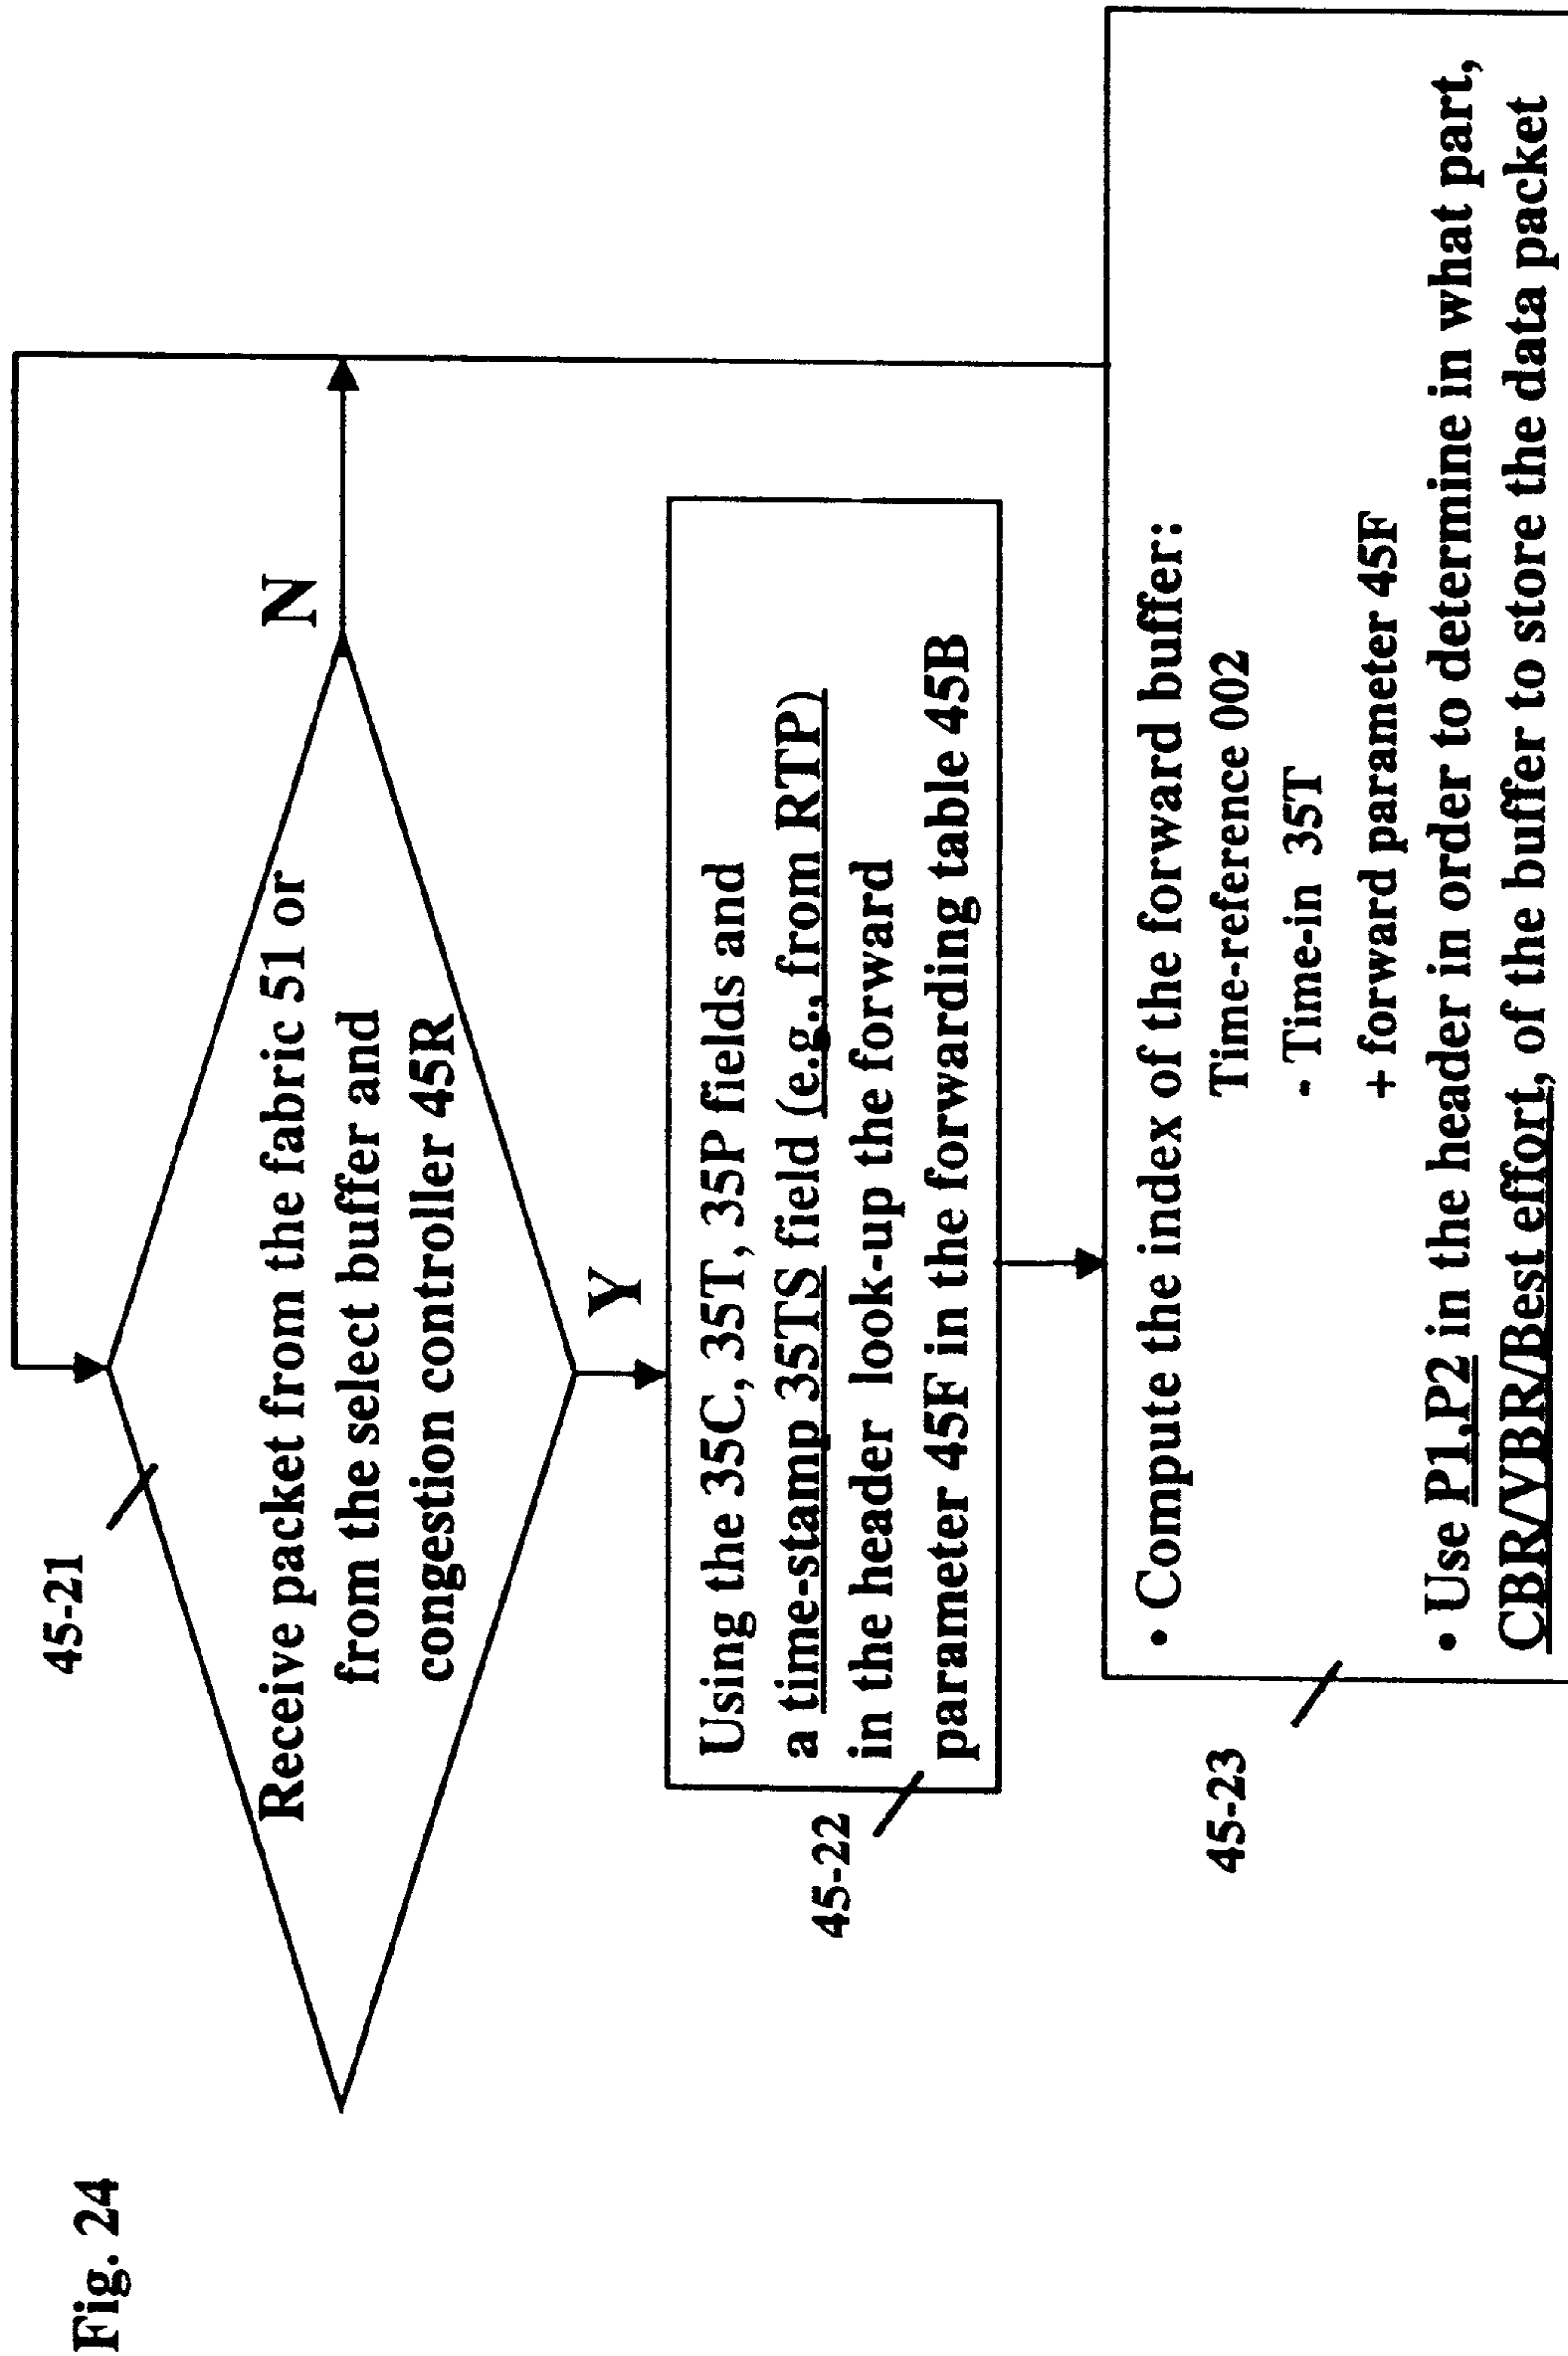 Fig. 24
45-21
Receive packet from the fabric 51 or
from the select buffer and
congestion controller 45R
N
Y
45-22
Using the 35C, 35T, 35P fields and
a time-stamp 35TS field (e.g., from RTP)
in the header look-up the forward
parameter 45F in the forwarding table 45B
45-23
• Compute the index of the forward buffer:
Time-reference 002
- Time-in 35T
+ forward parameter 45F
• Use P1,P2 in the header in order to determine in what part,
CBR/VBR/Best effort, of the buffer to store the data packet